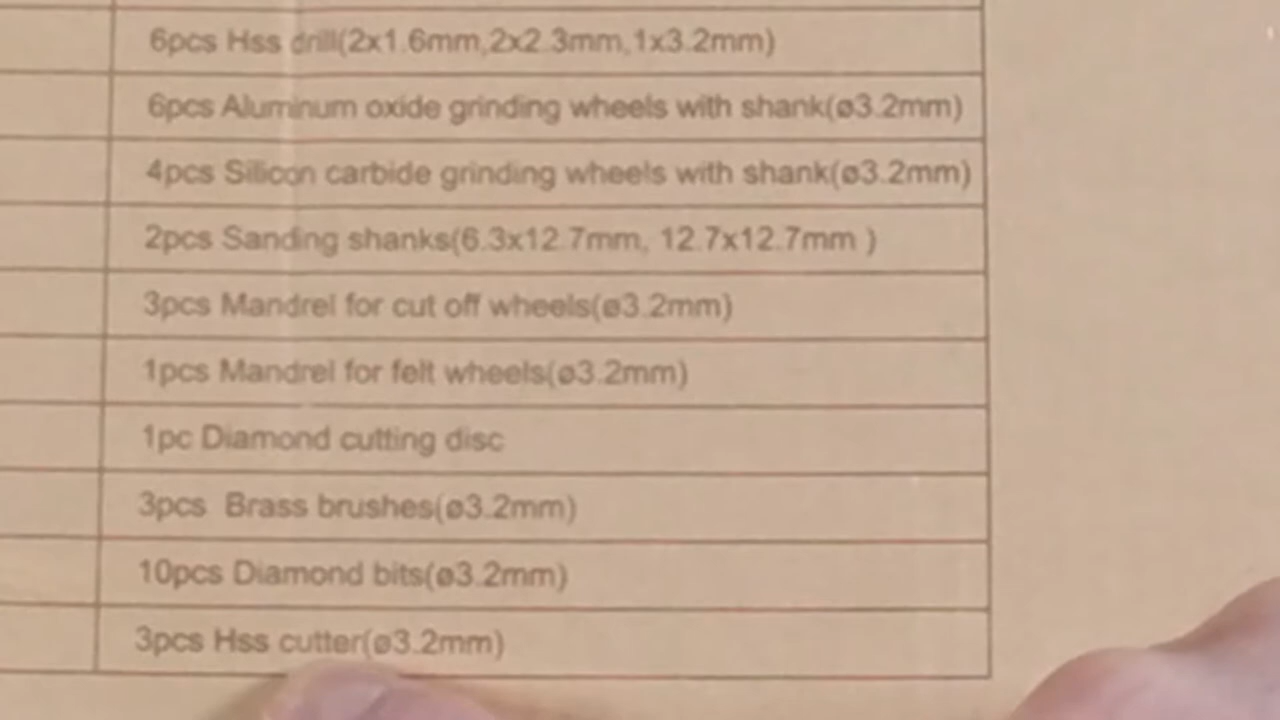 6pcs Hss drill(2x1.6mm,2x2.3mm,1x3.2mm)
6pcs Aluminum oxide grinding wheels with shank(ø3.2mm)
4pcs Silicon carbide grinding wheels with shank(ø3.2mm)
2pcs Sanding shanks(6.3x12.7mm, 12.7x12.7mm )
3pcs Mandrel for cut off wheels(ø3.2mm)
1pcs Mandrel for felt wheels(ø3.2mm)
1pc Diamond cutting disc
3pcs  Brass brushes(ø3.2mm)
10pcs Diamond bits(ø3.2mm)
3pcs Hss cutter(ø3.2mm)